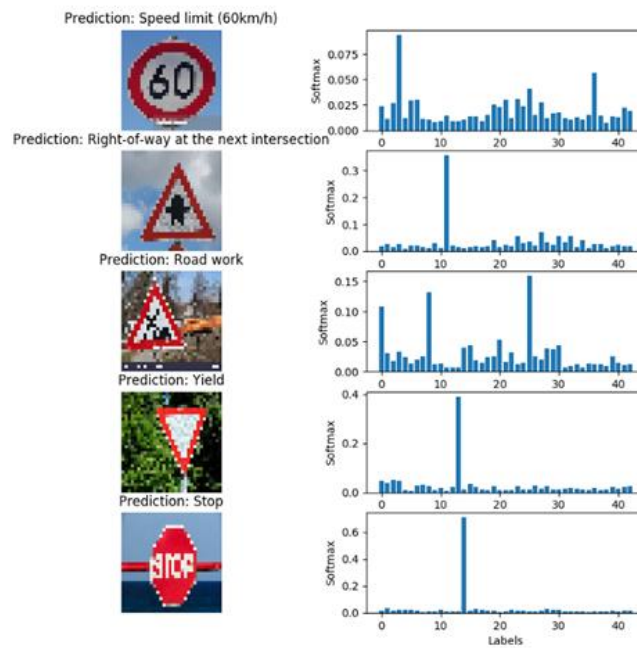 Prediction: Speed limit (60km/h)
60
Softmax
0.075
0.050
0.025
0.000
0 10 20 30 40
Prediction: Right-of-way at the next intersection
Softmax
0.3
0.2
0.1
0.0
0 10 20 30 40
Prediction: Road work
Softmax
0.15
0.10
0.05
0.00
0 10 20 30 40
Prediction: Yield
Softmax
0.4
0.2
0.0
0 10 20 30 40
Prediction: Stop
STOP
Softmax
0.6
0.4
0.2
0.0
0 10 20 30 40
Labels